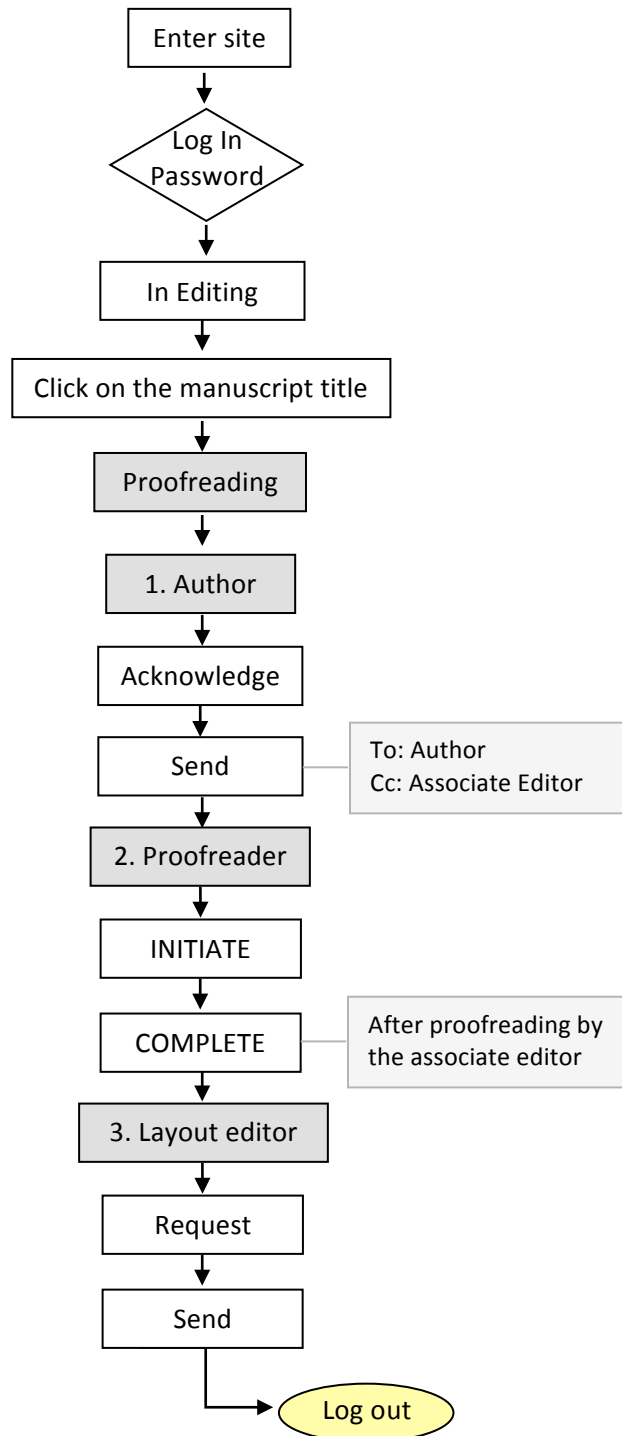 Enter site
Log In
Password
In Editing
Click on the manuscript title
Proofreading
1. Author
Acknowledge
Send
To: Author
Cc: Associate Editor
2. Proofreader
INITIATE
COMPLETE
After proofreading by
the associate editor
3. Layout editor
Request
Send
Log out